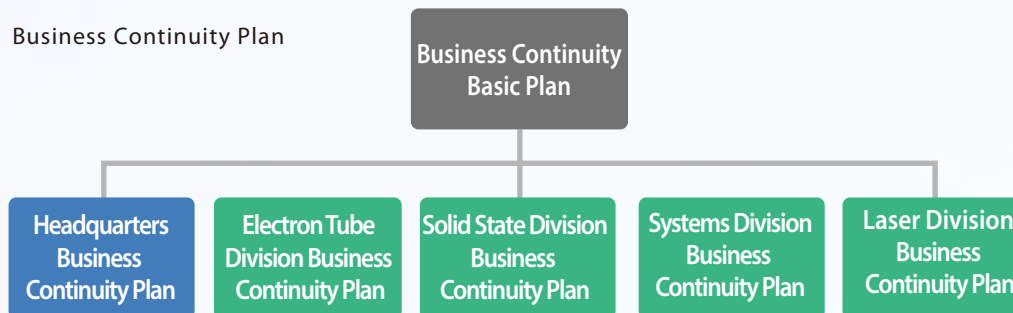 Business Continuity Plan
Business Continuity
Basic Plan
Headquarters
Business
Continuity Plan
Electron Tube
Division Business
Continuity Plan
Solid State Division
Business
Continuity Plan
Systems Division
Business
Continuity Plan
Laser Division
Business
Continuity Plan